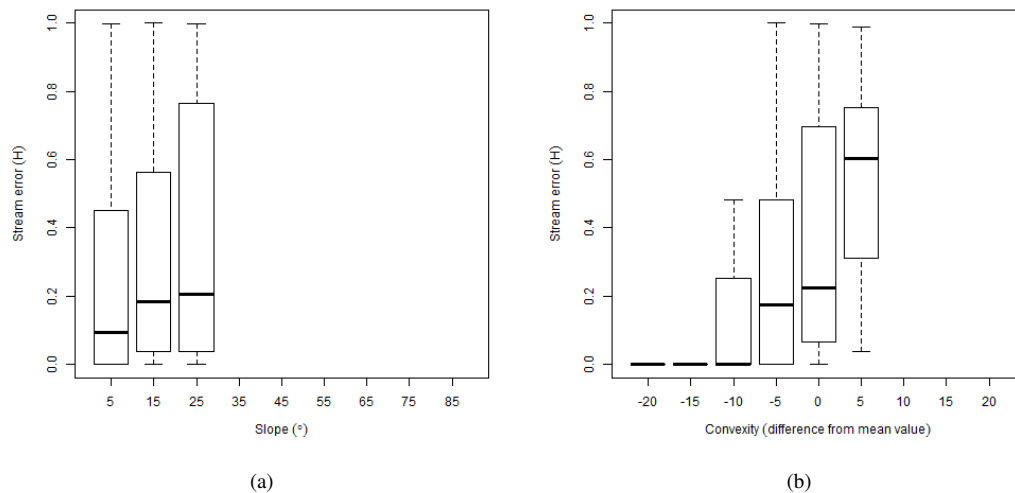 Stream error (H)
0.0 0.2 0.4 0.6 0.8 1.0
5 15 25 35 45 55 65 75 85
Slope (°)
(a)
Stream error (H)
0.0 0.2 0.4 0.6 0.8 1.0
-20 -15 -10 -5 0 5 10 15 20
Convexity (difference from mean value)
(b)